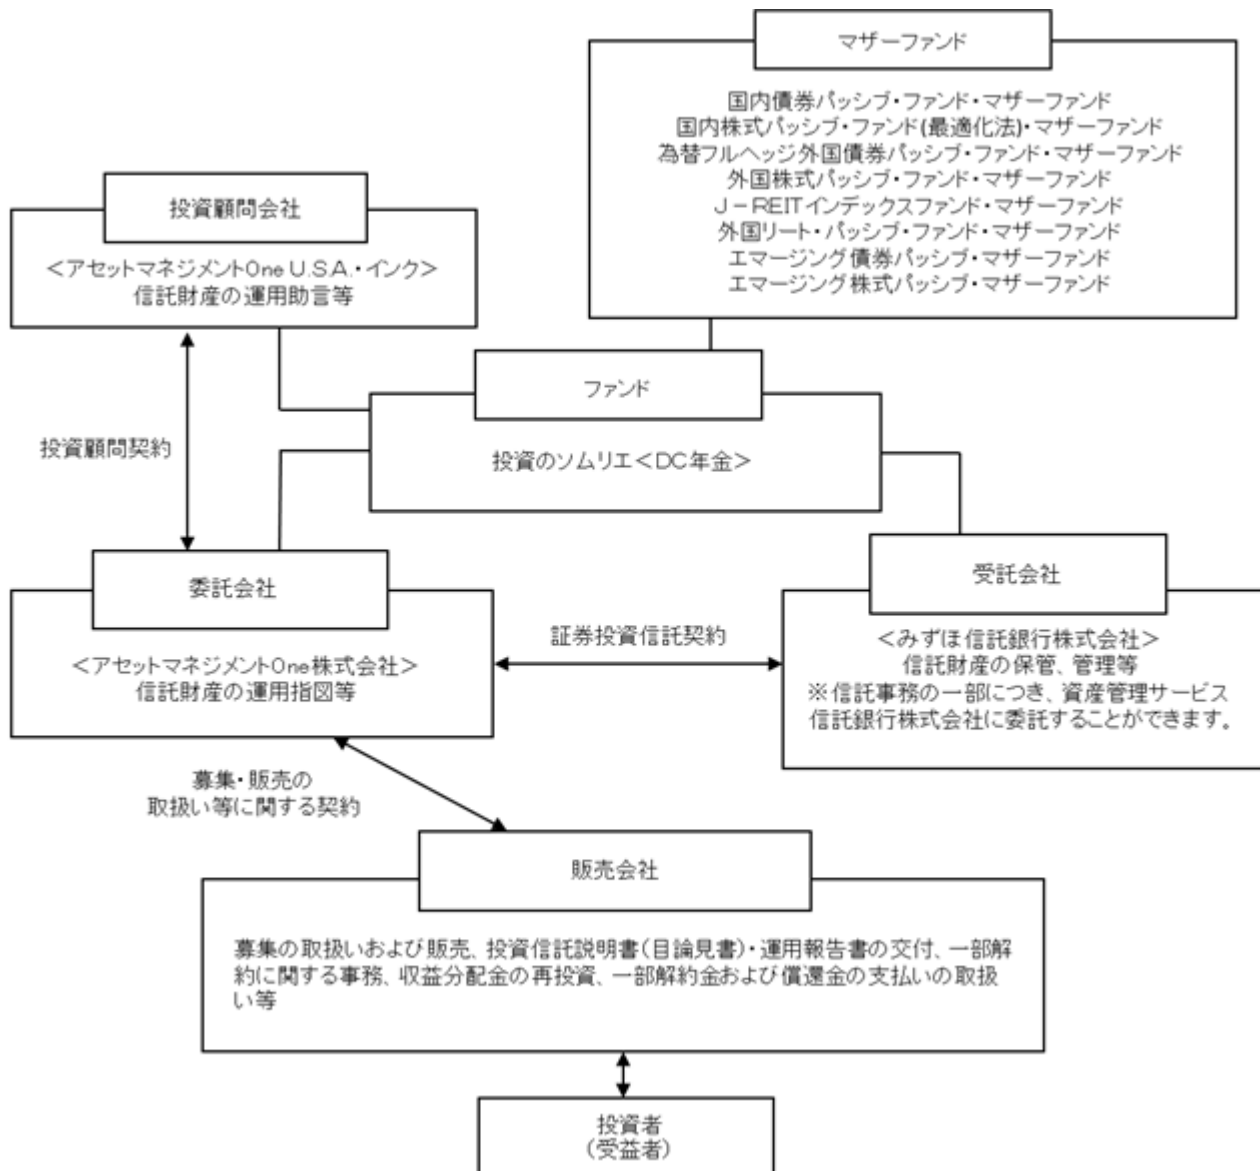 マザーファンド
国内債券パッシブ・ファンド・マザーファンド
国内株式パッシブ・ファンド(最適化法)・マザーファンド
為替フルヘッジ外国債券パッシブ・ファンド・マザーファンド
外国株式パッシブ・ファンド・マザーファンド
J－REITインデックスファンド・マザーファンド
外国リート・パッシブ・ファンド・マザーファンド
エマージング債券パッシブ・マザーファンド
エマージング株式パッシブ・マザーファンド
投資顧問会社
＜アセットマネジメントOne U.S.A.・インク＞
信託財産の運用助言等
ファンド
投資のソムリエ＜DC年金＞
投資顧問契約
委託会社
＜アセットマネジメントOne株式会社＞
信託財産の運用指図等
証券投資信託契約
受託会社
＜みずほ信託銀行株式会社＞
信託財産の保管、管理等
※信託事務の一部につき、資産管理サービス
信託銀行株式会社に委託することができます。
募集・販売の
取扱い等に関する契約
販売会社
募集の取扱いおよび販売、投資信託説明書(目論見書)・運用報告書の交付、一部解
約に関する事務、収益分配金の再投資、一部解約金および償還金の支払いの取扱
い等
投資者
(受益者)